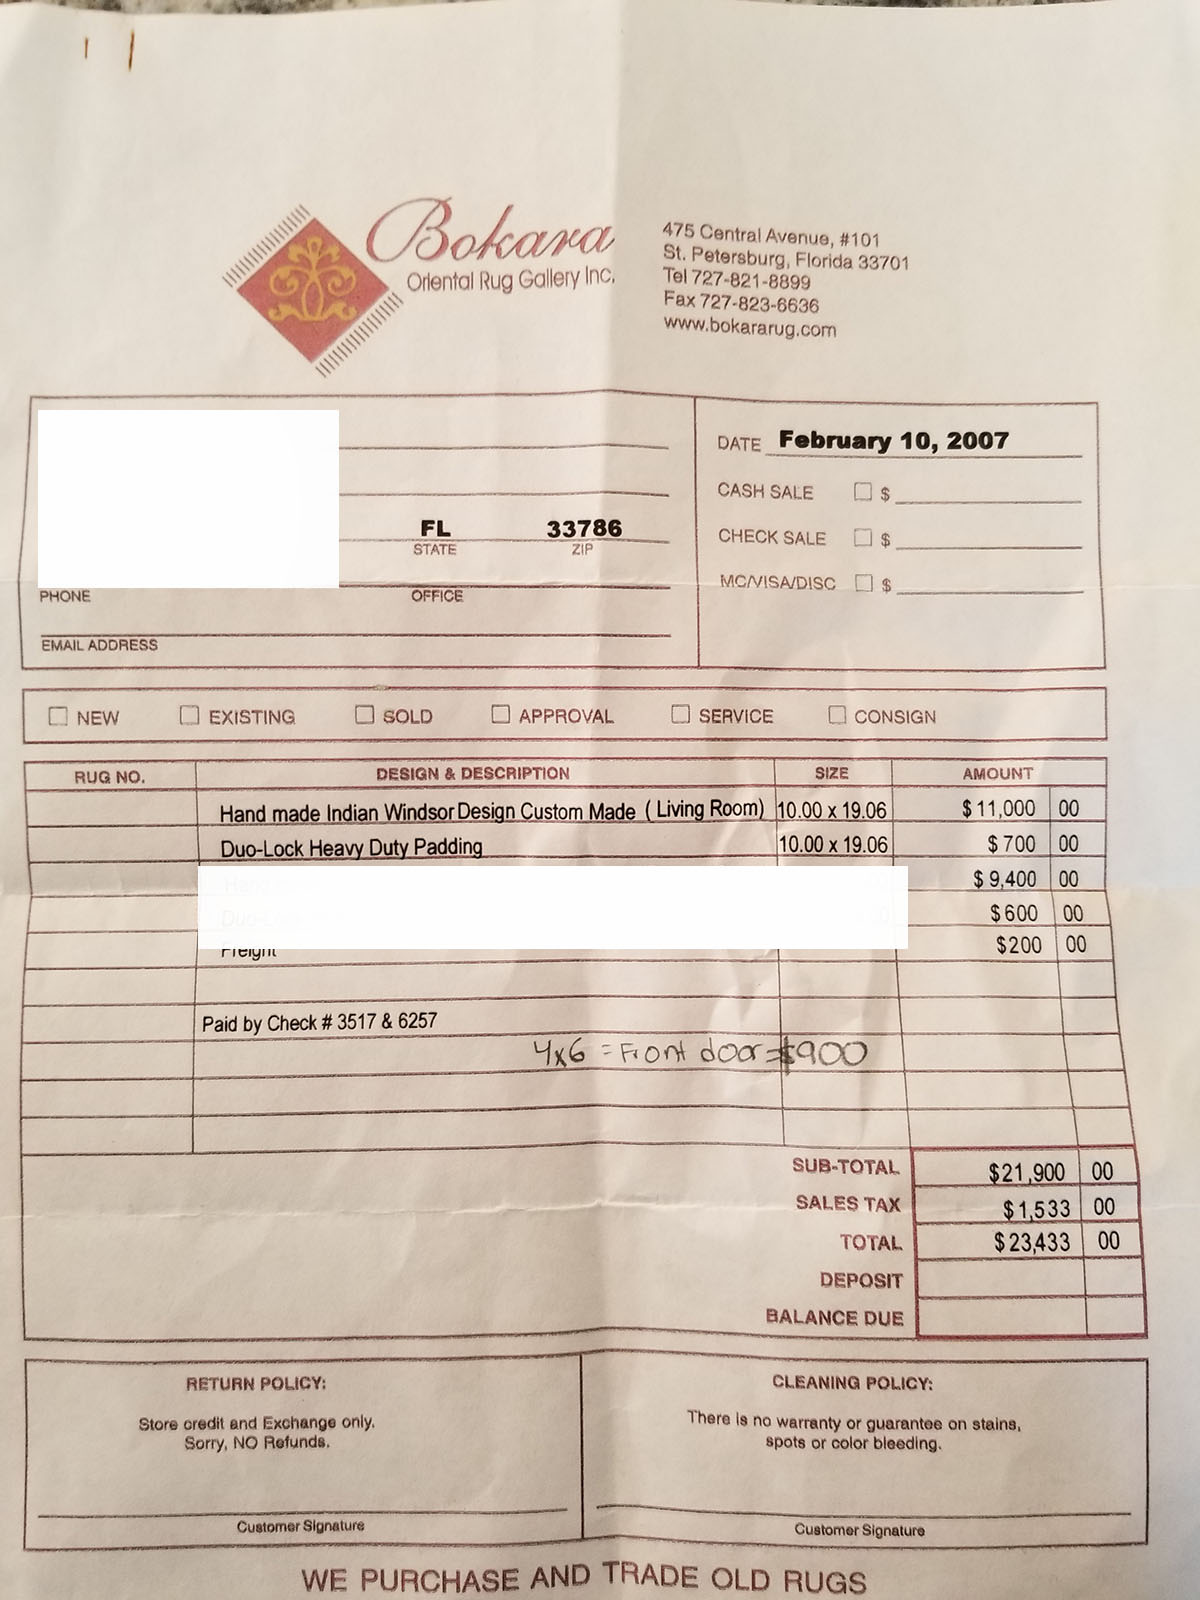 Bokara
Oriental Rug Gallery Inc.
475 Central Avenue, #101
St. Petersburg, Florida 33701
Tel 727-821-8899
Fax 727-823-6636
www.bokararug.com
DATE February 10, 2007
CASH SALE $
CHECK SALE $
MC/VISA/DISC $
FL 33786
STATE ZIP
PHONE OFFICE
EMAIL ADDRESS
NEW EXISTING SOLD APPROVAL SERVICE CONSIGN
RUG NO. DESIGN & DESCRIPTION SIZE AMOUNT
Hand made Indian Windsor Design Custom Made ( Living Room) 10.00 x 19.06 $ 11,000 00
Duo-Lock Heavy Duty Padding 10.00 x 19.06 $ 700 00
$ 9,400 00
Duo-Lock $ 600 00
Freight $200 00
Paid by Check # 3517 & 6257
4x6 = Front door = $900
SUB-TOTAL $21,900 00
SALES TAX $ 1,533 00
TOTAL $ 23,433 00
DEPOSIT
BALANCE DUE
RETURN POLICY:
Store credit and Exchange only.
Sorry, NO Refunds.
Customer Signature
CLEANING POLICY:
There is no warranty or guarantee on stains,
spots or color bleeding.
Customer Signature
WE PURCHASE AND TRADE OLD RUGS